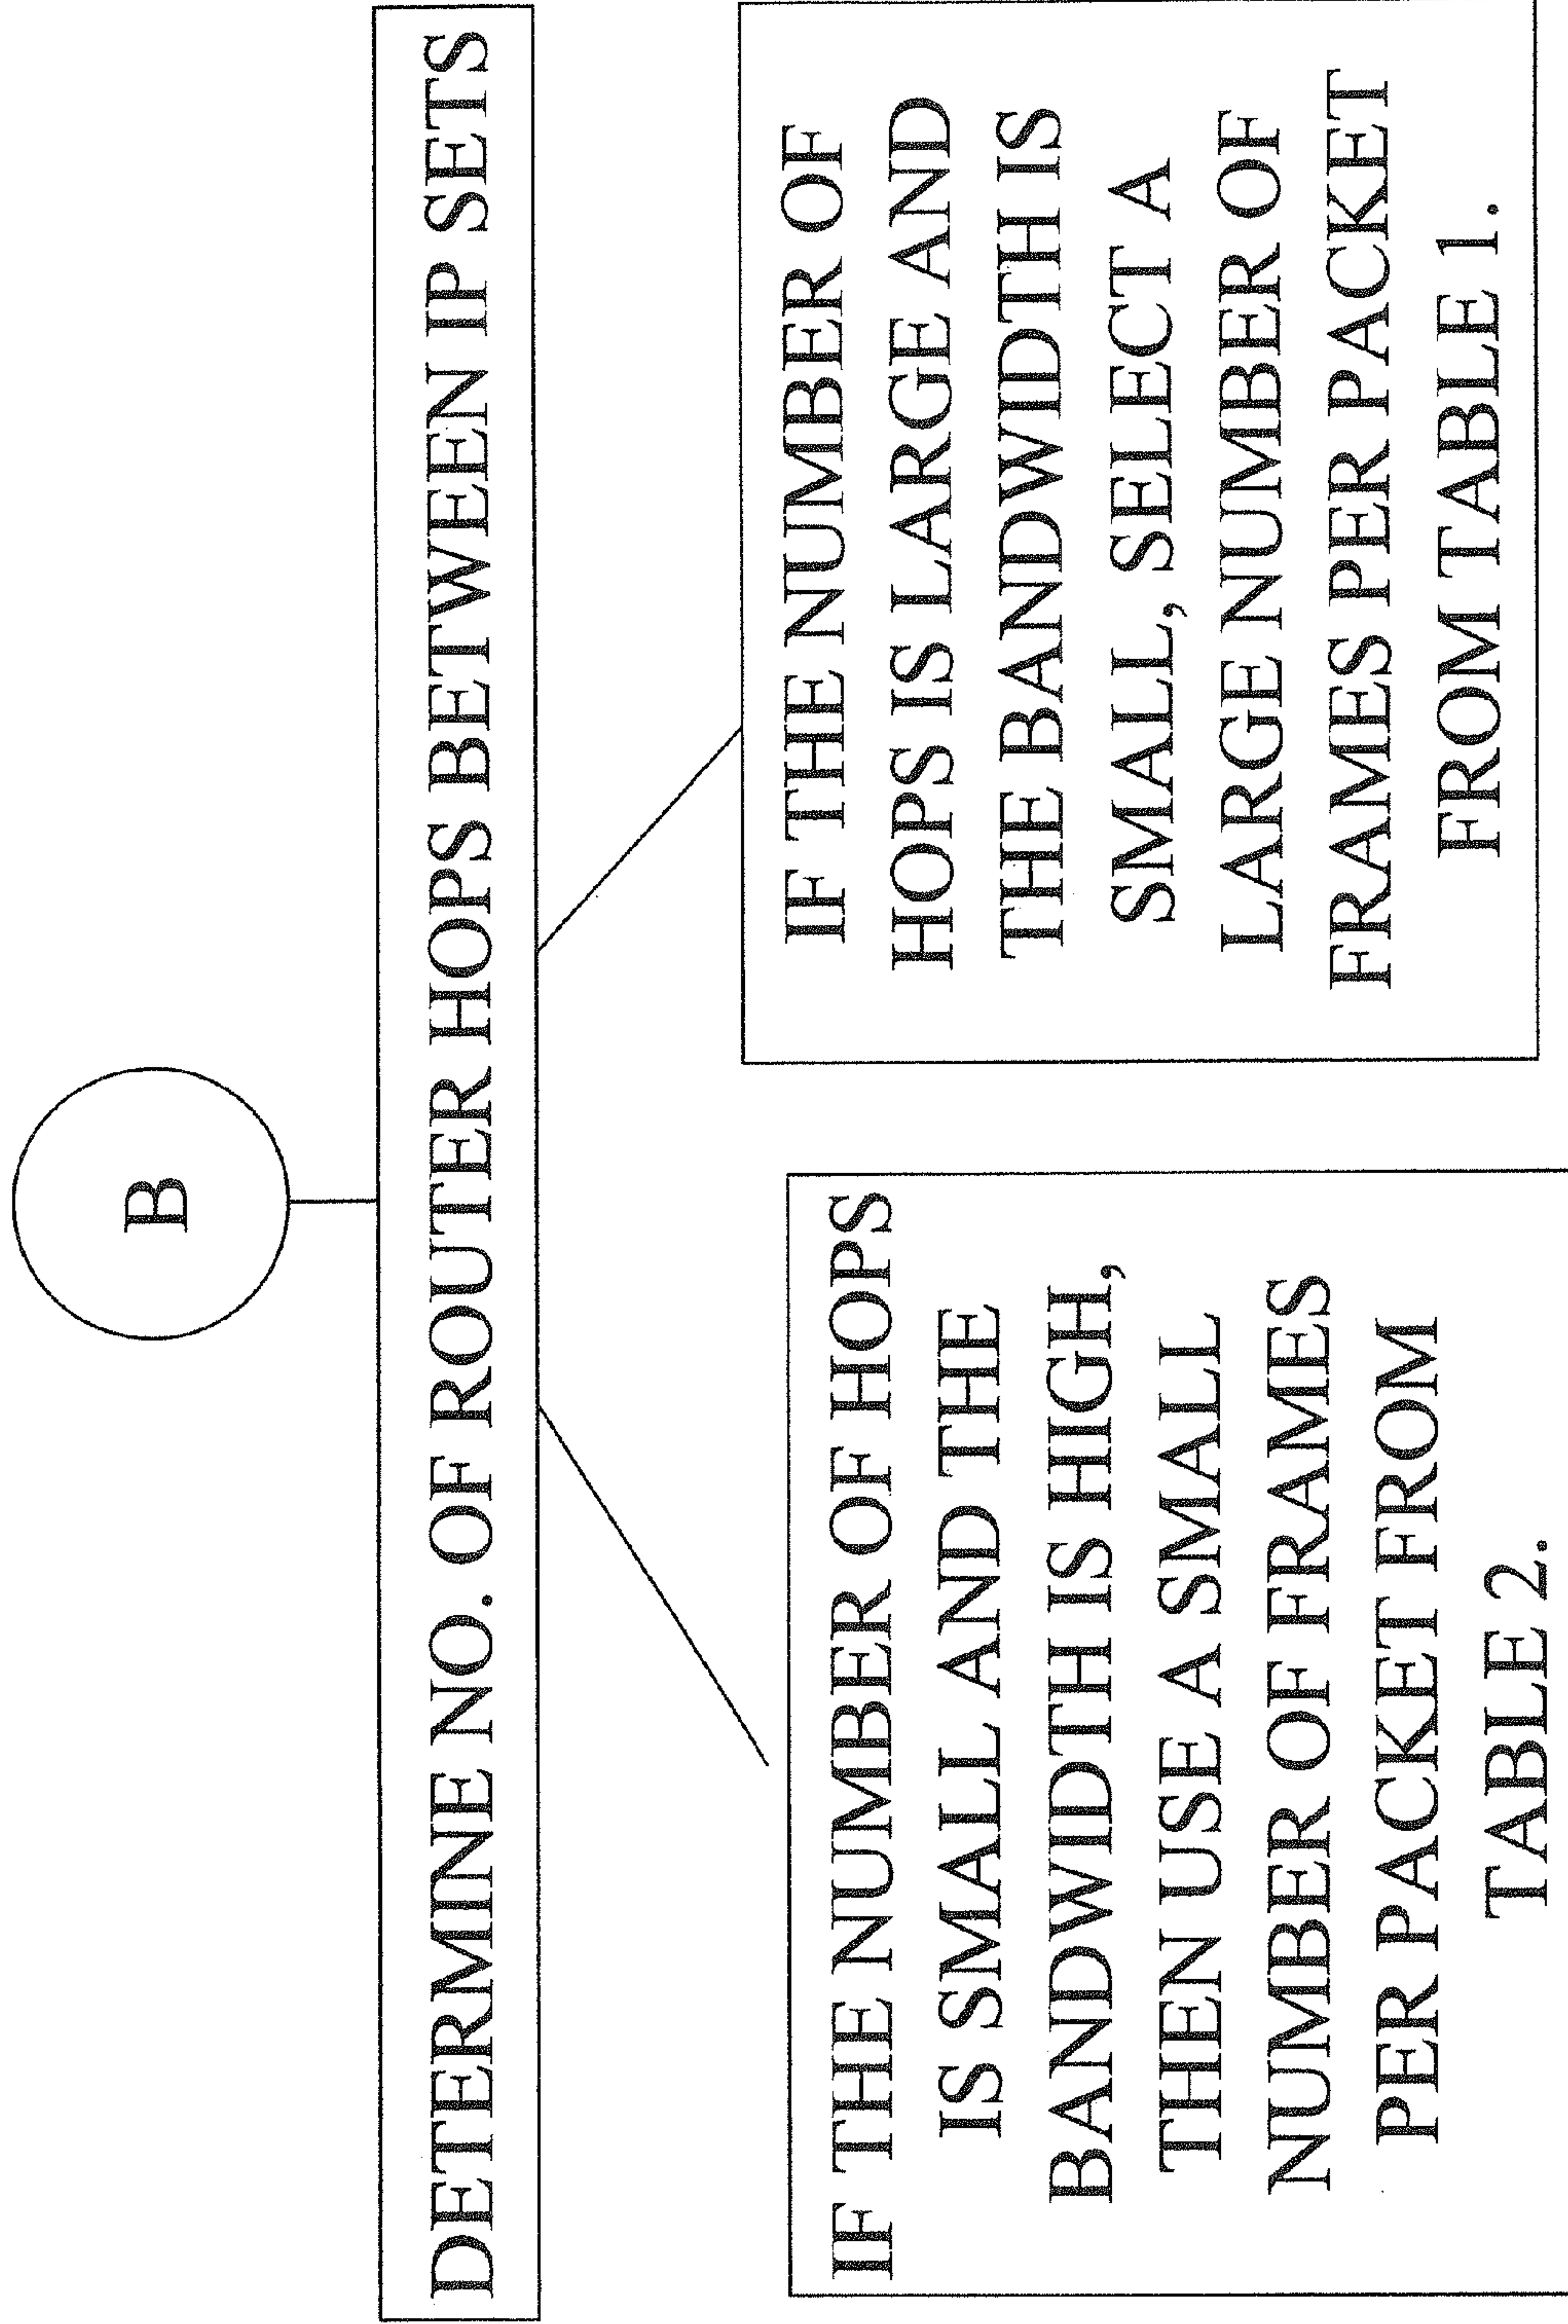 B
DETERMINE NO. OF ROUTER HOPS BETWEEN IP SETS
IF THE NUMBER OF HOPS
IS SMALL AND THE
BANDWIDTH IS HIGH,
THEN USE A SMALL
NUMBER OF FRAMES
PER PACKET FROM
TABLE 2.
IF THE NUMBER OF
HOPS IS LARGE AND
THE BANDWIDTH IS
SMALL, SELECT A
LARGE NUMBER OF
FRAMES PER PACKET
FROM TABLE 1.